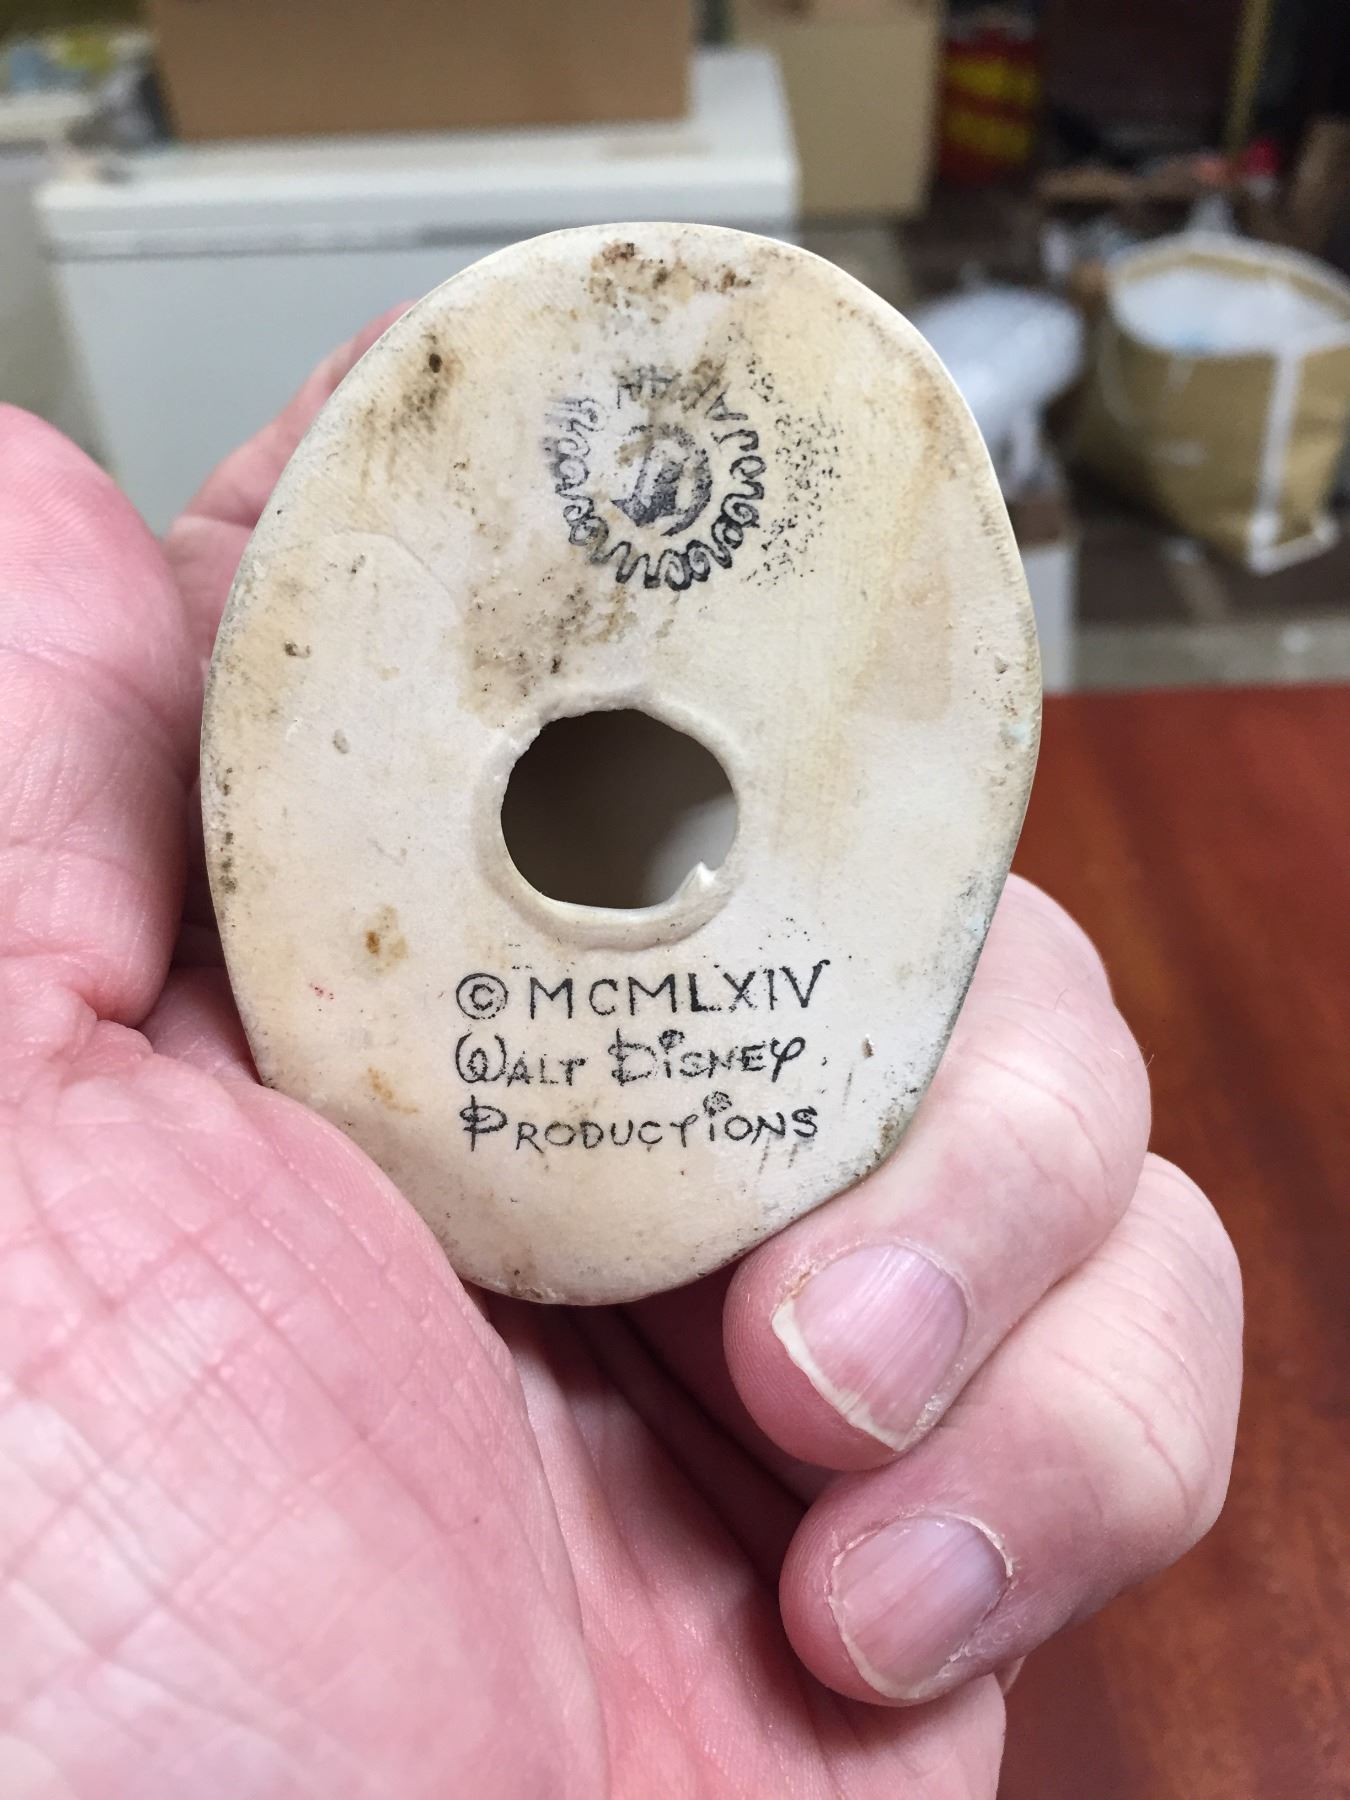 © MCMLXIV
WALT DISNEY
PRODUCTIONS